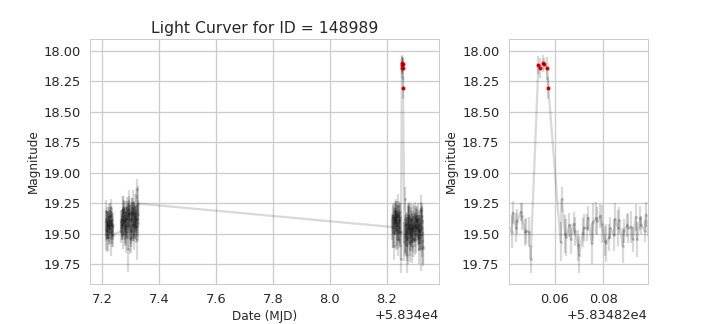 Light Curver for ID = 148989
18.00
18.25
18.50
18.75
19.00
19.25
19.50
19.75
Magnitude
7.2 7.4 7.6 7.8 8.0 8.2
Date (MJD)
+5.834e4
18.00
18.25
18.50
18.75
19.00
19.25
19.50
19.75
Magnitude
0.06 0.08
+5.83482e4